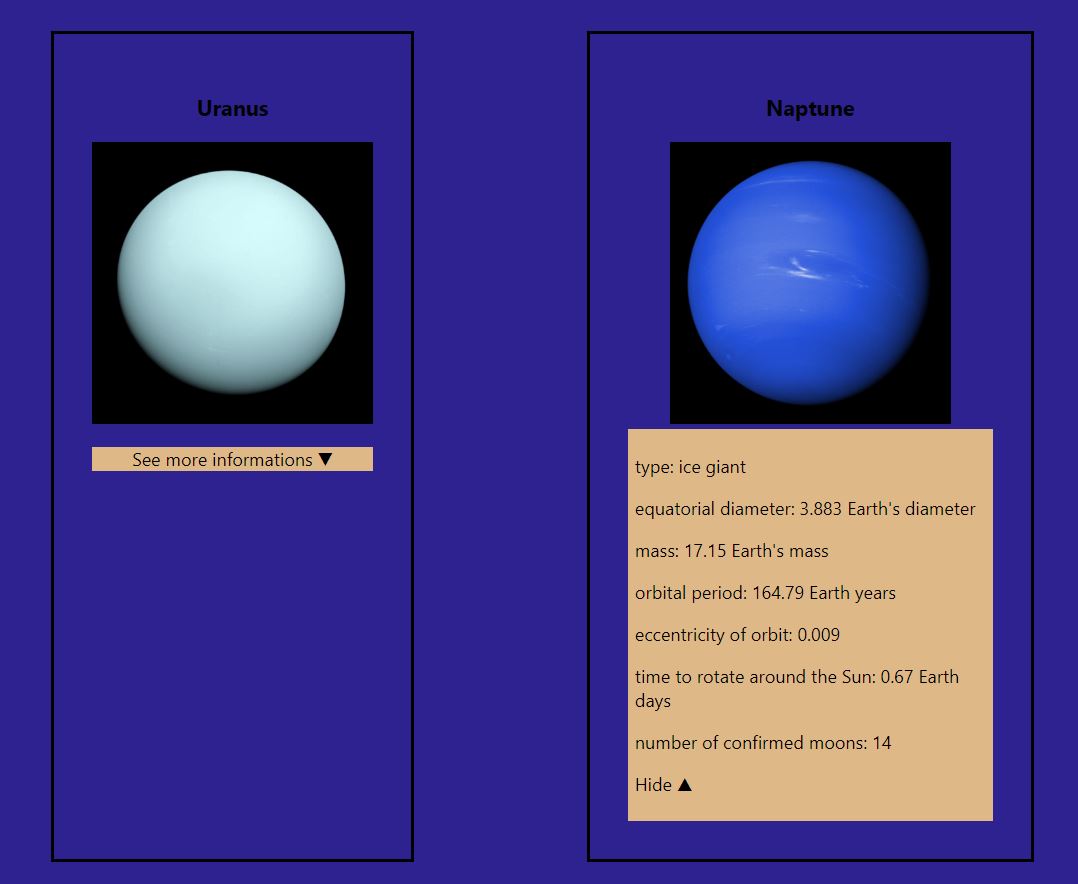 Uranus
See more informations ▼
Naptune
type: ice giant
equatorial diameter: 3.883 Earth's diameter
mass: 17.15 Earth's mass
orbital period: 164.79 Earth years
eccentricity of orbit: 0.009
time to rotate around the Sun: 0.67 Earth
days
number of confirmed moons: 14
Hide ▲